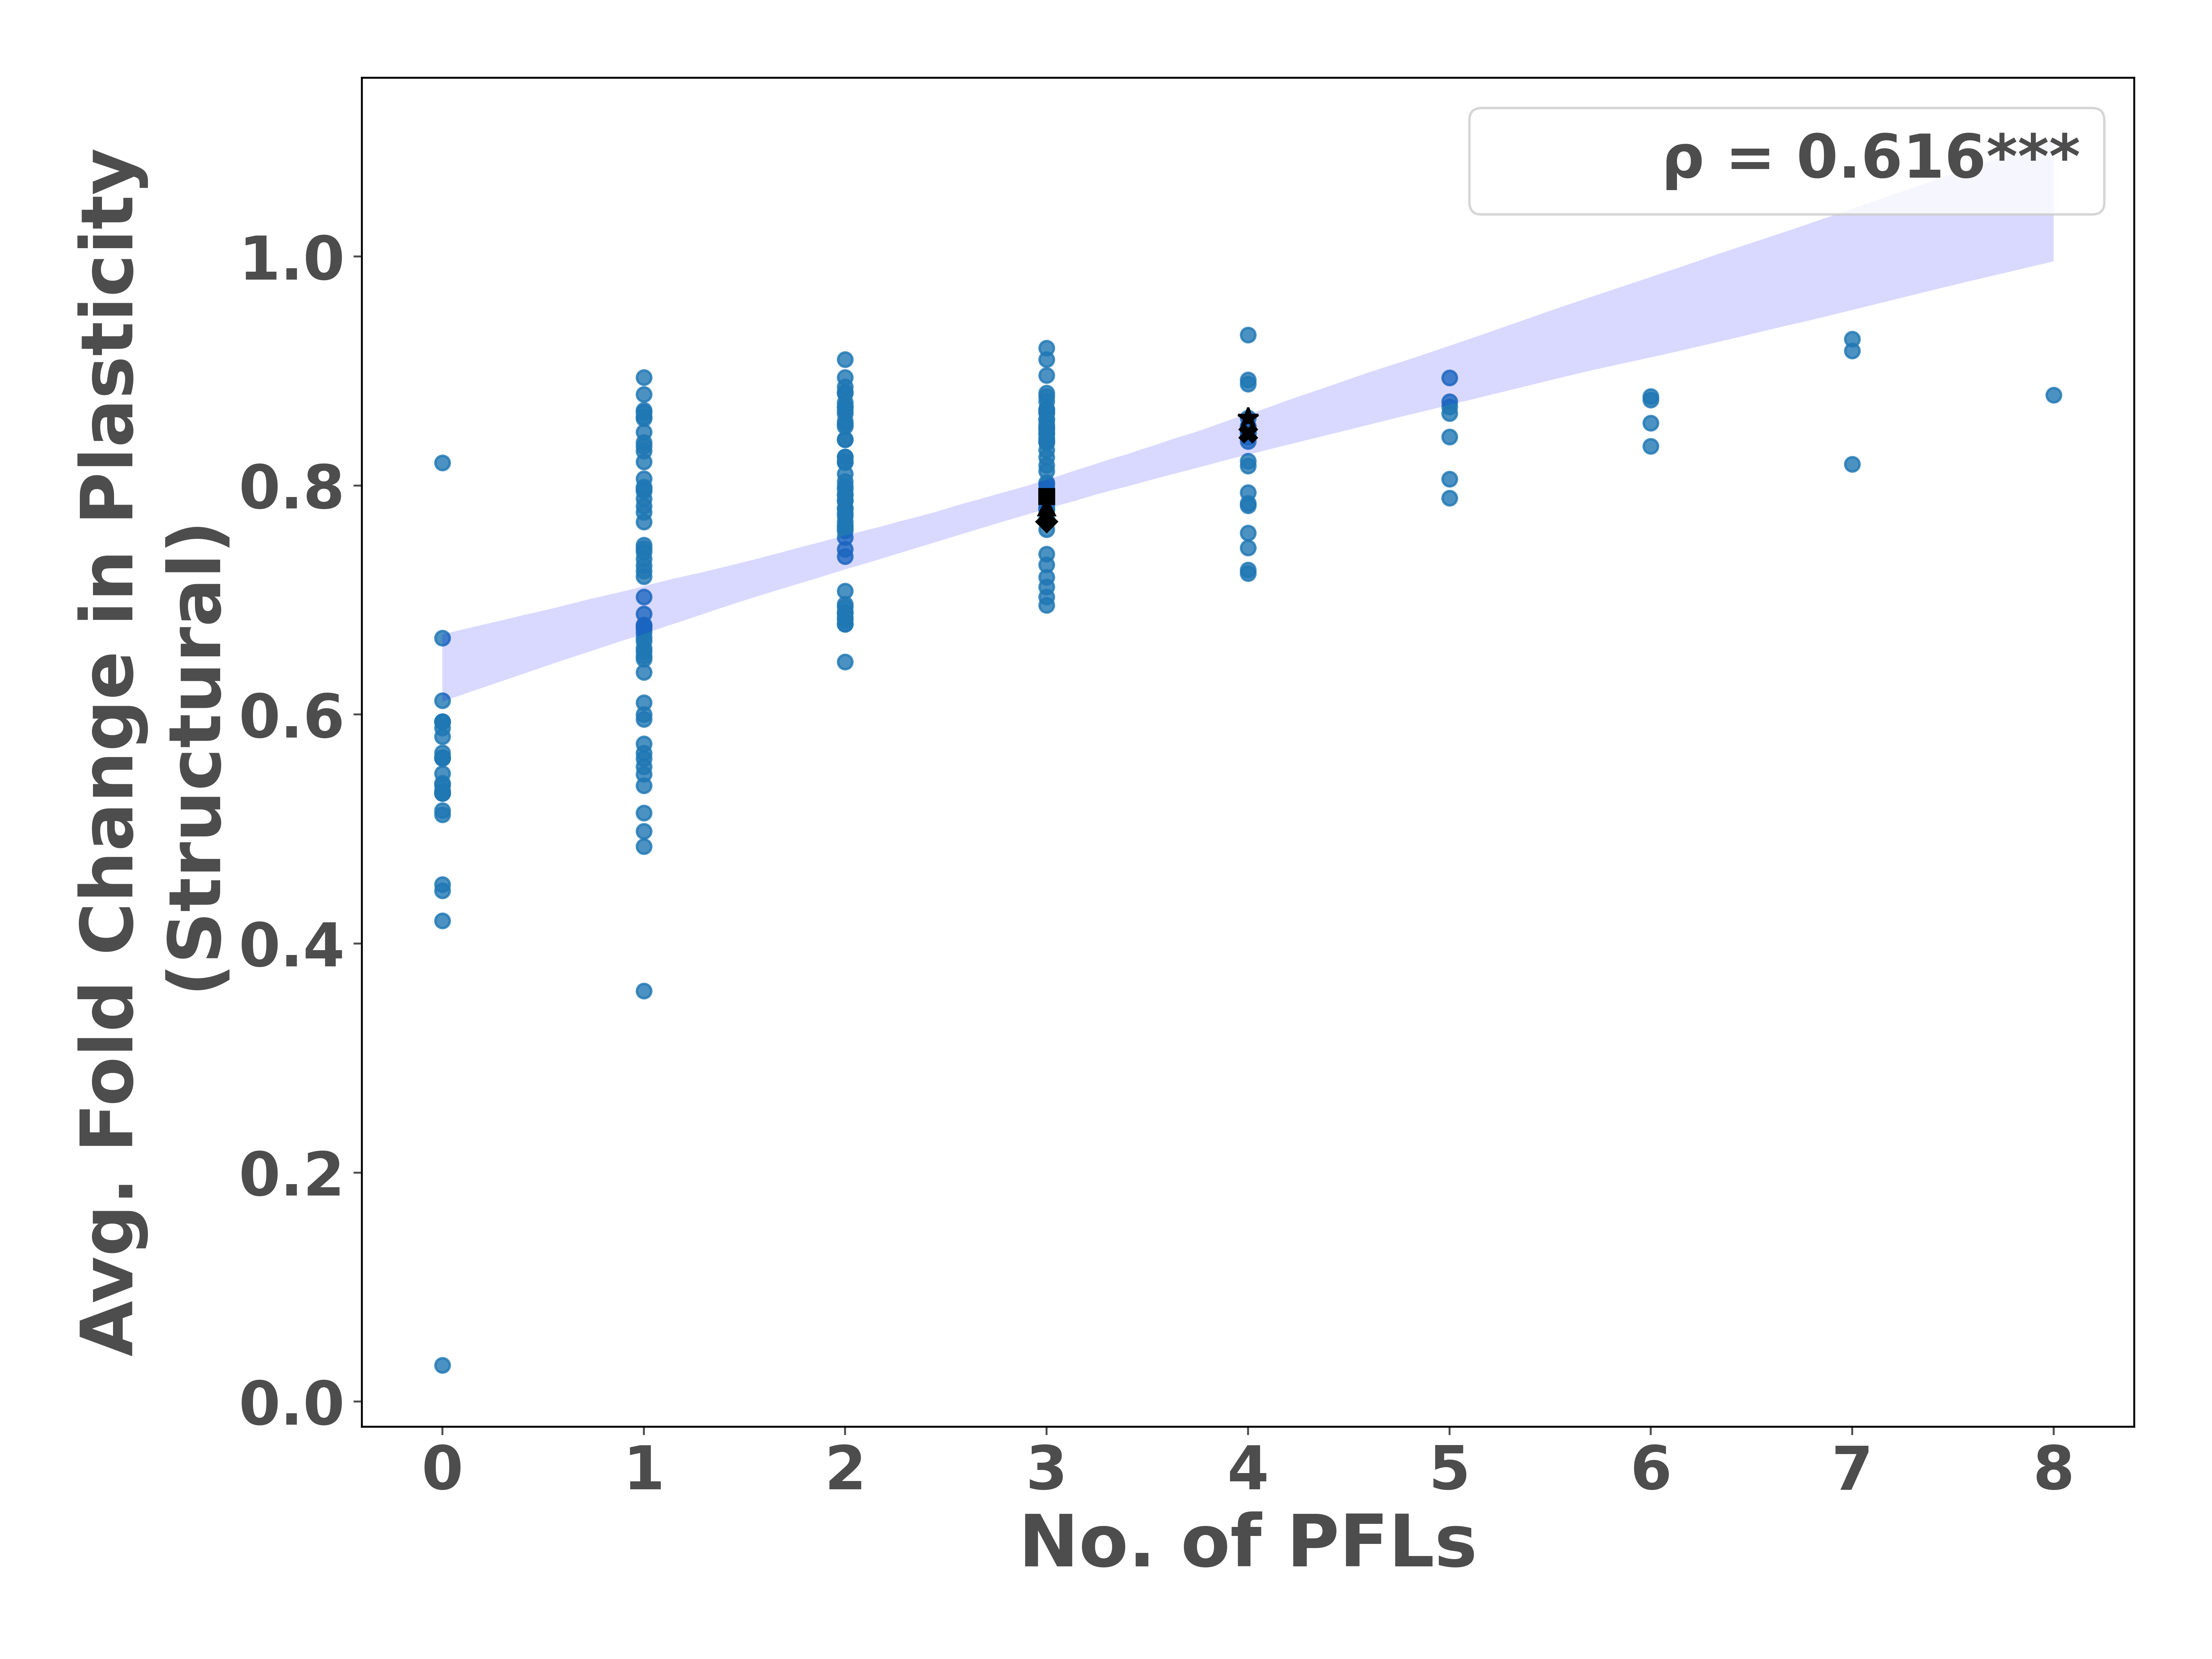 ρ = 0.616***
Avg. Fold Change in Plasticity
(Structural)
1.0
0.8
0.6
0.4
0.2
0.0
0 1 2 3 4 5 6 7 8
No. of PFLs